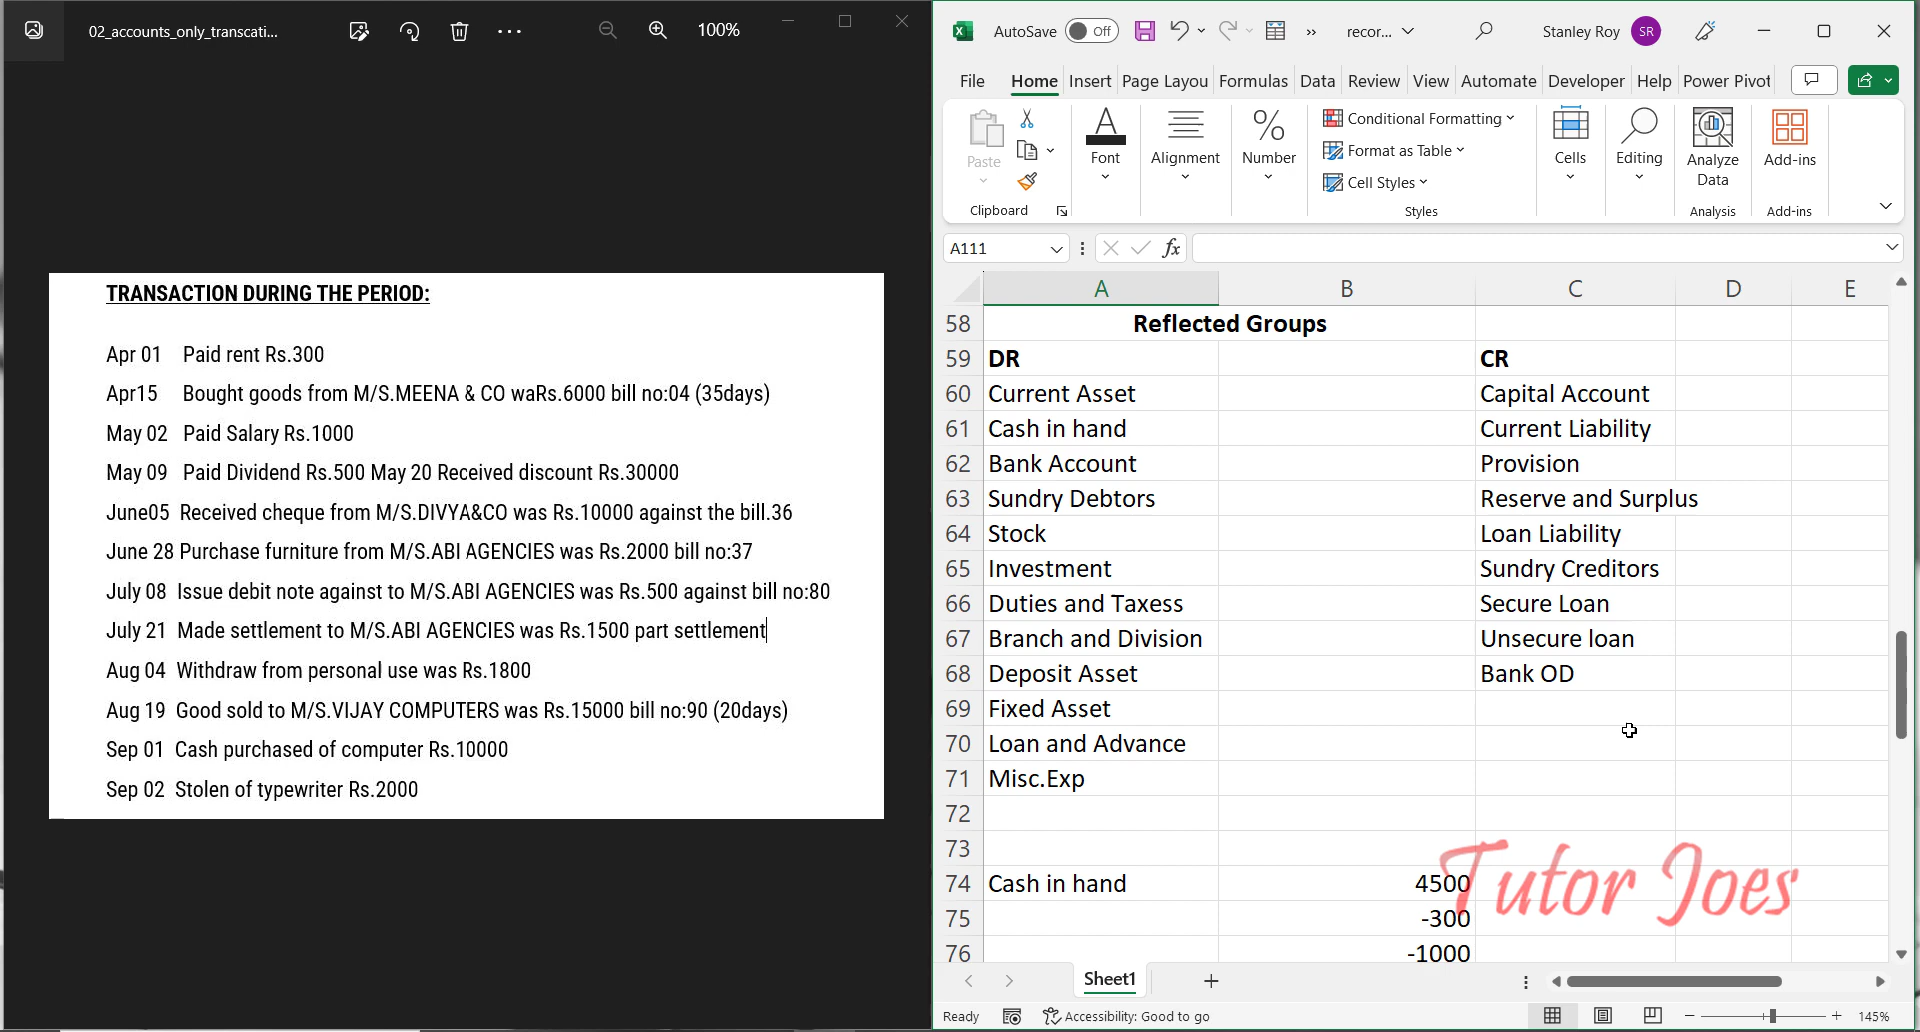 02_accounts_only_transcati...
100%
TRANSACTION DURING THE PERIOD:
Apr 01 Paid rent Rs.300
Apr15 Bought goods from M/S.MEENA & CO waRs.6000 bill no:04 (35days)
May 02 Paid Salary Rs.1000
May 09 Paid Dividend Rs.500 May 20 Received discount Rs.30000
June05 Received cheque from M/S.DIVYA&CO was Rs.10000 against the bill.36
June 28 Purchase furniture from M/S.ABI AGENCIES was Rs.2000 bill no:37
July 08 Issue debit note against to M/S.ABI AGENCIES was Rs.500 against bill no:80
July 21 Made settlement to M/S.ABI AGENCIES was Rs.1500 part settlement
Aug 04 Withdraw from personal use was Rs.1800
Aug 19 Good sold to M/S.VIJAY COMPUTERS was Rs.15000 bill no:90 (20days)
Sep 01 Cash purchased of computer Rs.10000
Sep 02 Stolen of typewriter Rs.2000
AutoSave Off recor... Stanley Roy SR
File Home Insert Page Layou Formulas Data Review View Automate Developer Help Power Pivot
Paste
Font
Alignment
Number
Conditional Formatting
Format as Table
Cell Styles
Cells
Editing
Analyze Data
Add-ins
Clipboard Styles Analysis Add-ins
A111 fx
A B C D E
58 Reflected Groups
59 DR CR
60 Current Asset Capital Account
61 Cash in hand Current Liability
62 Bank Account Provision
63 Sundry Debtors Reserve and Surplus
64 Stock Loan Liability
65 Investment Sundry Creditors
66 Duties and Taxess Secure Loan
67 Branch and Division Unsecure loan
68 Deposit Asset Bank OD
69 Fixed Asset
70 Loan and Advance
71 Misc.Exp
72
73
74 Cash in hand 4500
75 -300
76 -1000
Tutor Joes
Sheet1
Ready Accessibility: Good to go 145%